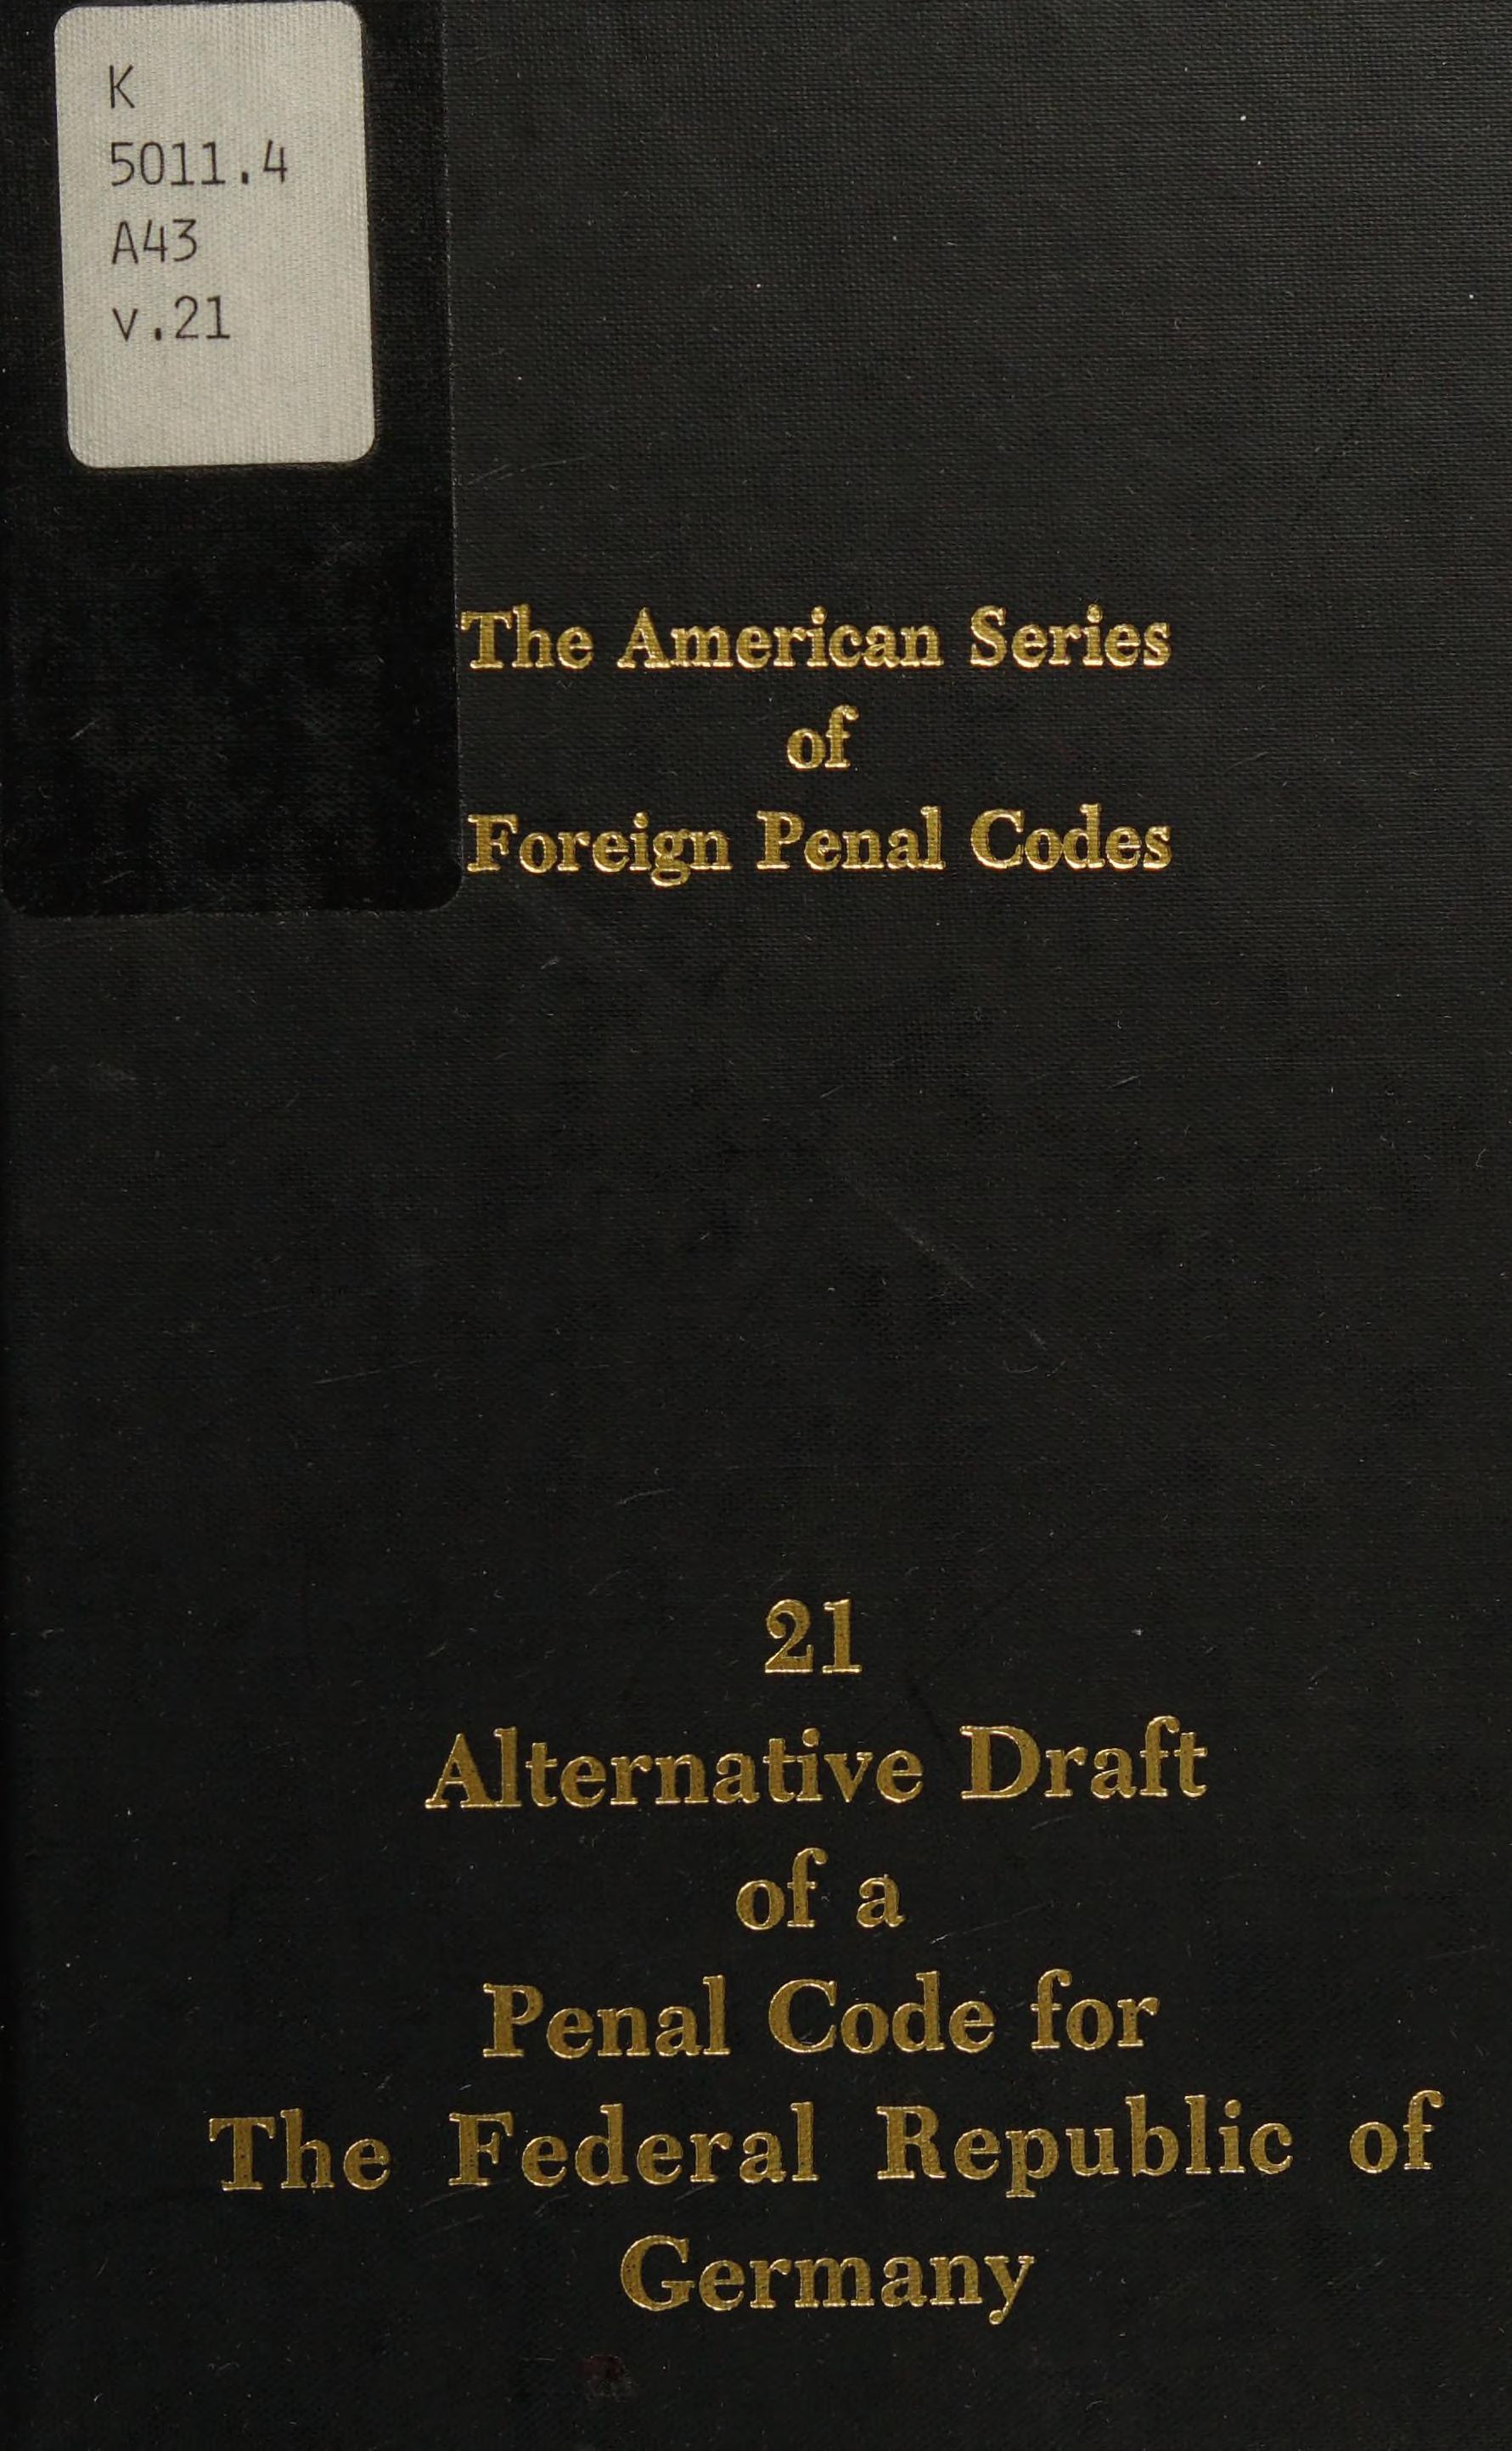 K
5011.4
A43
v.21
The American Series
of
Foreign Penal Codes
21
Alternative Draft
of a
Penal Code for
The Federal Republic of
Germany